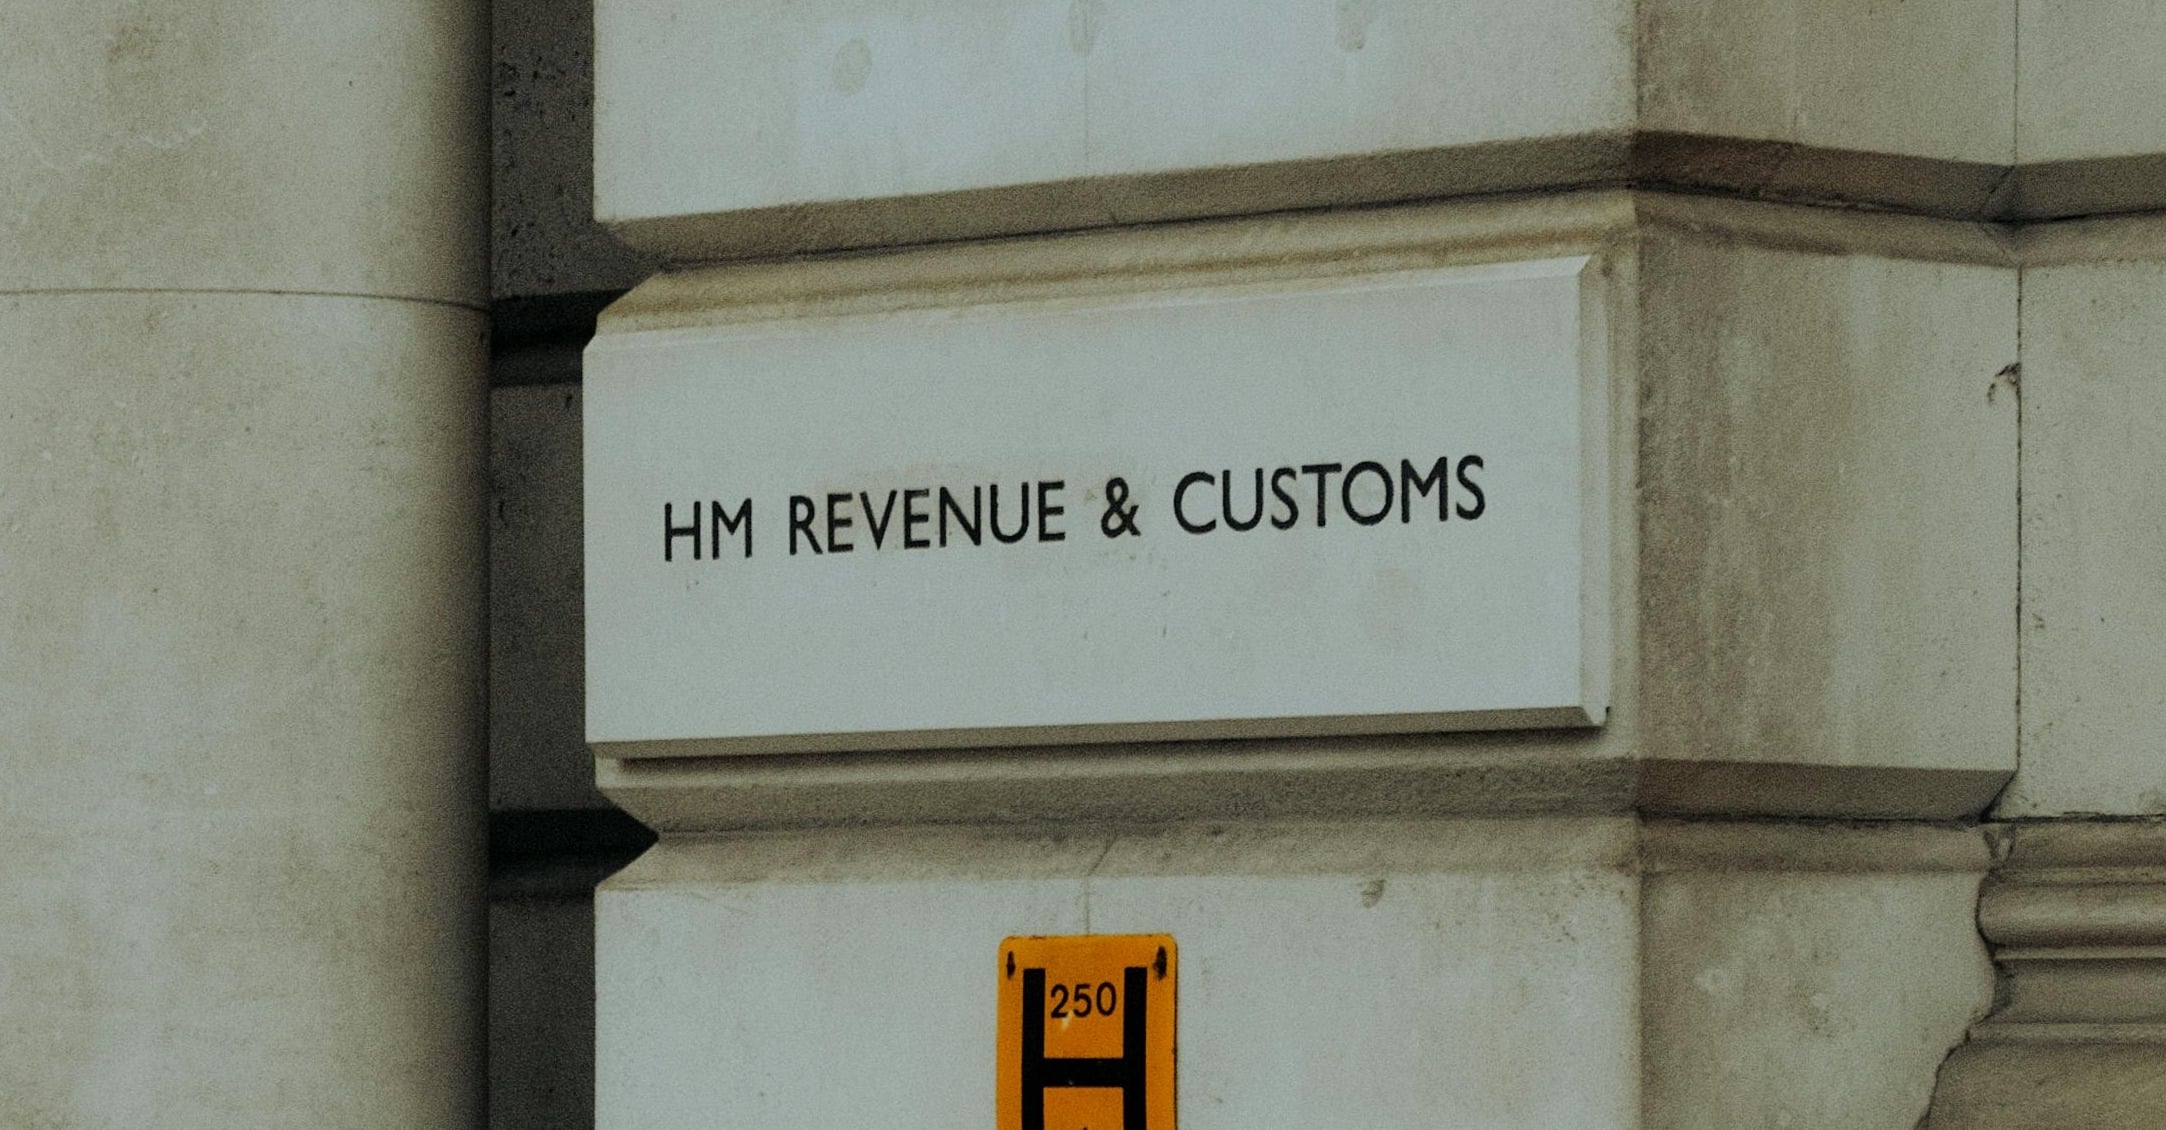 HM REVENUE & CUSTOMS
250
H